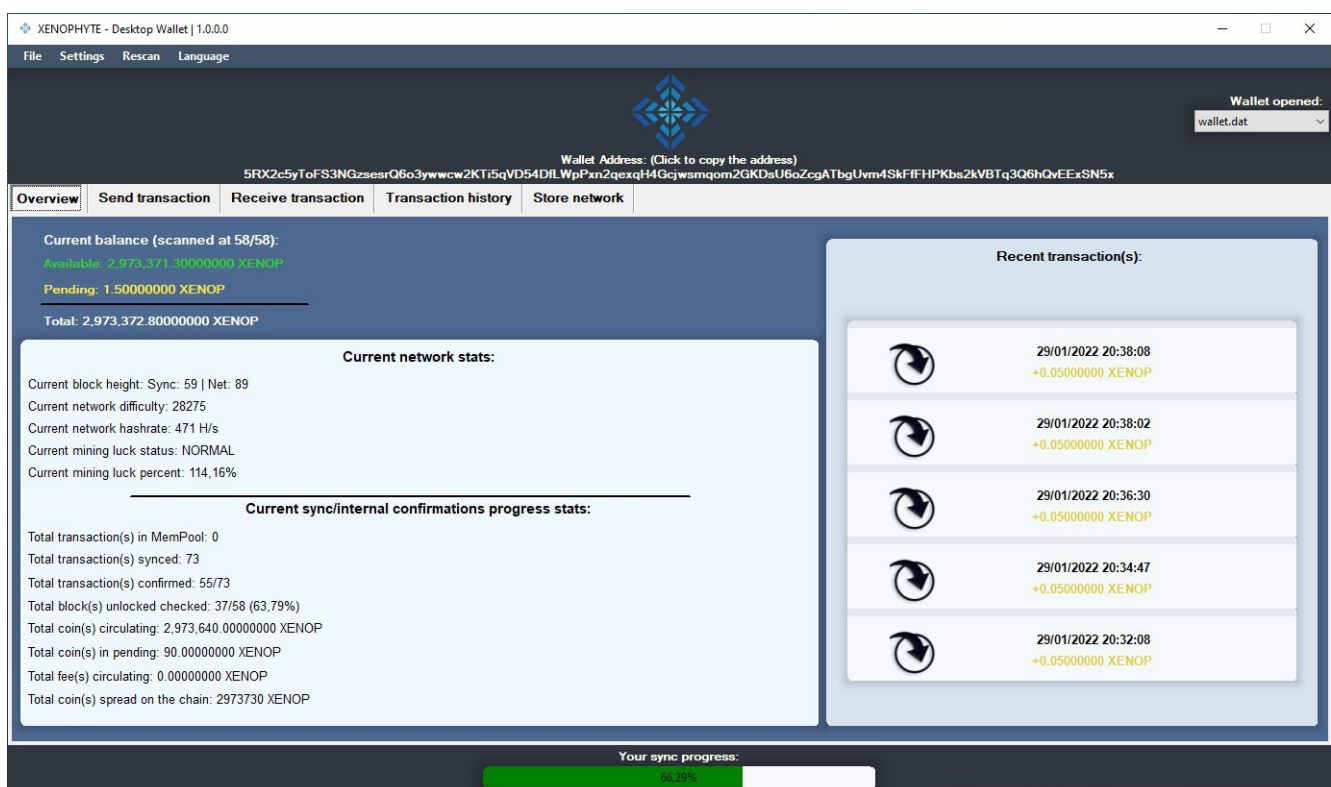 XENOPHYTE - Desktop Wallet | 1.0.0.0
File Settings Rescan Language
Wallet opened:
wallet.dat
Wallet Address: (Click to copy the address)
5RX2c5yToFS3NGzsesrQ6o3ywwcw2KTi5qVD54DfLWpPxn2qexqH4Gcjwsmqom2GKDsU6oZcgATbgUvm4SkFfFHPKbs2kVBTq3Q6hQvEExSN5x
Overview Send transaction Receive transaction Transaction history Store network
Current balance (scanned at 58/58):
Available: 2,973,371.30000000 XENOP
Pending: 1.50000000 XENOP
Total: 2,973,372.80000000 XENOP
Current network stats:
Current block height: Sync: 59 | Net: 89
Current network difficulty: 28275
Current network hashrate: 471 H/s
Current mining luck status: NORMAL
Current mining luck percent: 114,16%
Current sync/internal confirmations progress stats:
Total transaction(s) in MemPool: 0
Total transaction(s) synced: 73
Total transaction(s) confirmed: 55/73
Total block(s) unlocked checked: 37/58 (63,79%)
Total coin(s) circulating: 2,973,640.00000000 XENOP
Total coin(s) in pending: 90.00000000 XENOP
Total fee(s) circulating: 0.00000000 XENOP
Total coin(s) spread on the chain: 2973730 XENOP
Recent transaction(s):
29/01/2022 20:38:08
+0.05000000 XENOP
29/01/2022 20:38:02
+0.05000000 XENOP
29/01/2022 20:36:30
+0.05000000 XENOP
29/01/2022 20:34:47
+0.05000000 XENOP
29/01/2022 20:32:08
+0.05000000 XENOP
Your sync progress:
66,29%